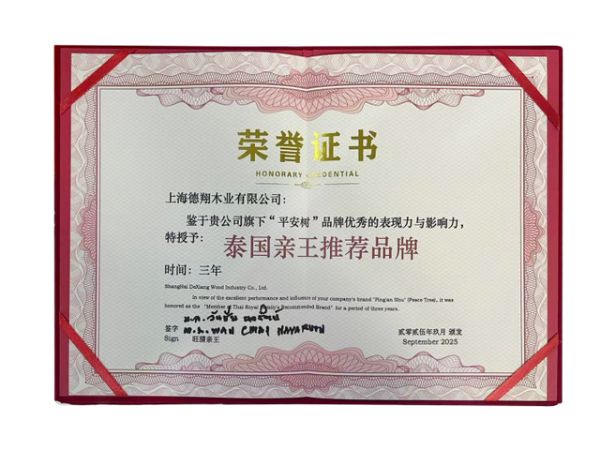 荣誉证书
HONORARY CREDENTIAL
上海德翔木业有限公司:
鉴于贵公司旗下“平安树”品牌优秀的表现力与影响力,
特授予: 泰国亲王推荐品牌
时间: 三年
ShangHai DeXiang Wood Industry Co., Ltd.
In view of the excellent performance and influence of your company's brand "Ping'an Shu" (Peace Tree), it was
honored as the "Member of Thai Royal Family's Recommended Brand" for a period of three years.
签字 贰零贰伍年玖月 颁发
Sign 旺猜亲王 September 2025